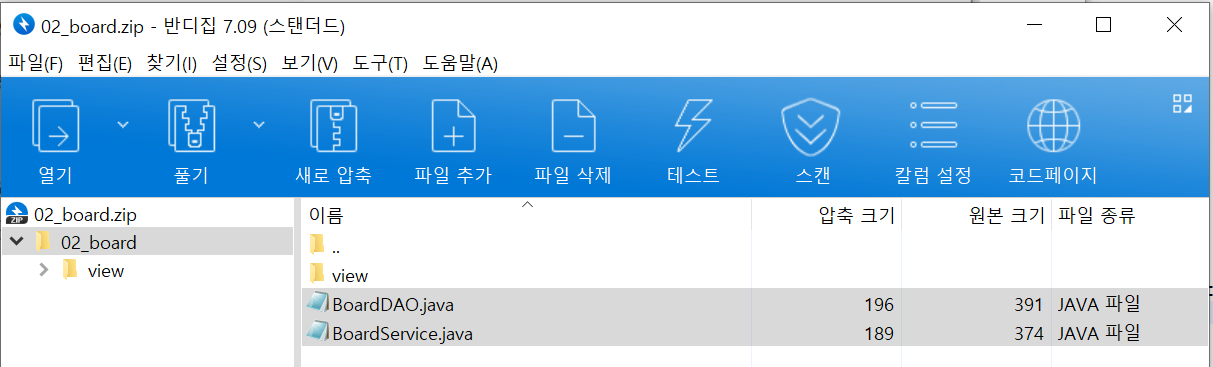 02_board.zip - 반디집 7.09 (스탠더드)
파일(F) 편집(E) 찾기(I) 설정(S) 보기(V) 도구(T) 도움말(A)
열기 풀기 새로 압축 파일 추가 파일 삭제 테스트 스캔 칼럼 설정 코드페이지
02_board.zip
02_board
view
이름 압축 크기 원본 크기 파일 종류
..
view
BoardDAO.java 196 391 JAVA 파일
BoardService.java 189 374 JAVA 파일